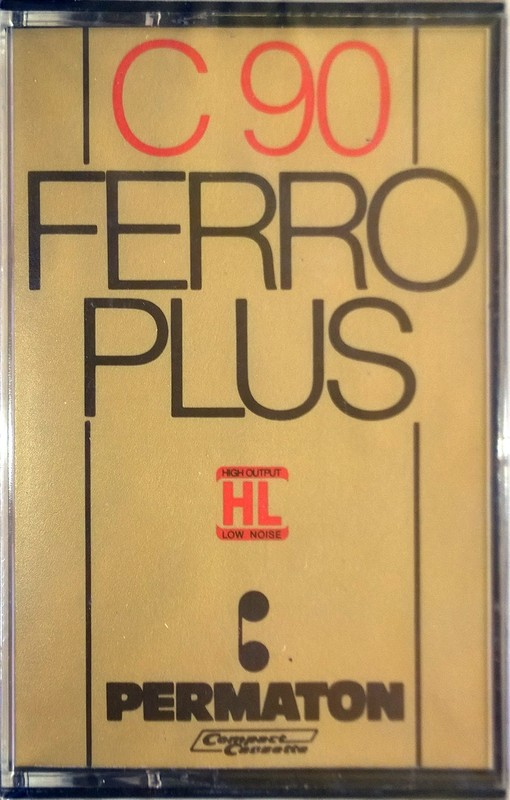 C 90
FERRO
PLUS
HIGH OUTPUT
HL
LOW NOISE
PERMATON
Compact
Cassette